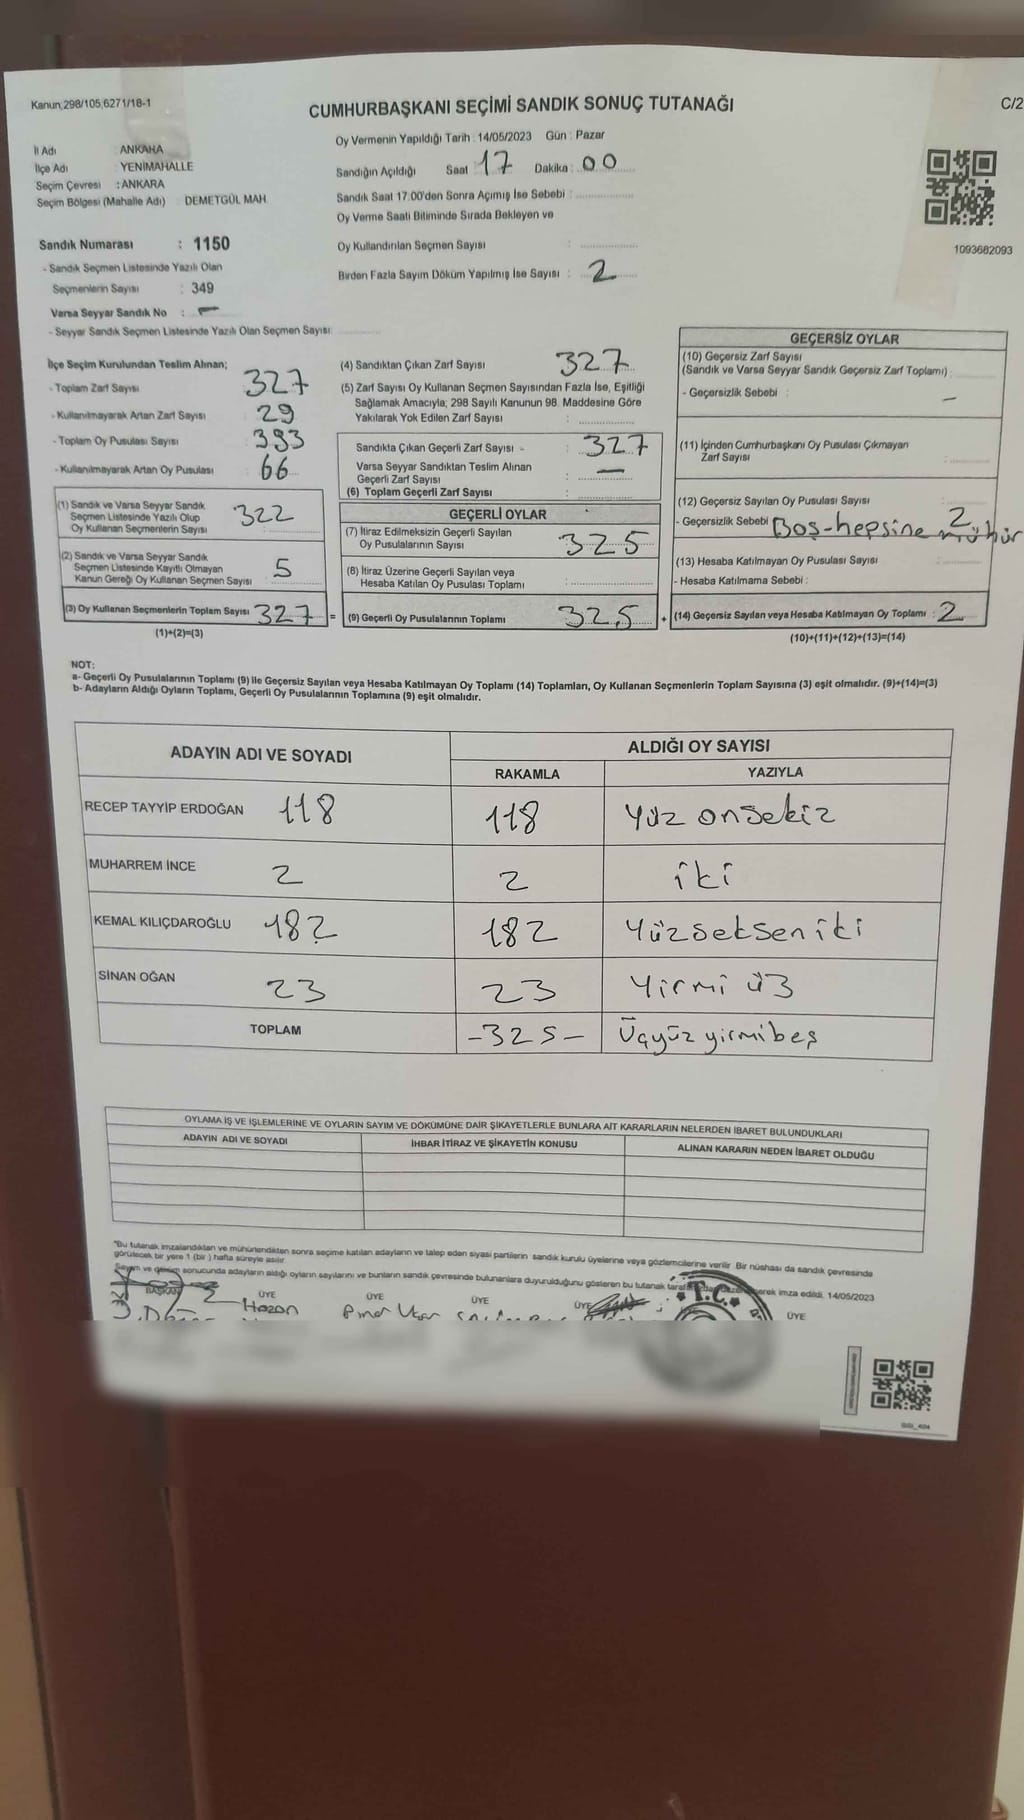 Kanun,298/105,6271/18-1
CUMHURBAŞKANI SEÇİMİ SANDIK SONUÇ TUTANAĞI
C/2
İl Adı : ANKARA
İlçe Adı : YENİMAHALLE
Seçim Çevresi : ANKARA
Seçim Bölgesi (Mahalle Adı) : DEMETGÜL MAH.
Oy Vermenin Yapıldığı Tarih : 14/05/2023 Gün : Pazar
Sandığın Açıldığı Saat : 17 Dakika : 00
Sandık Saat 17.00'den Sonra Açımış İse Sebebi :
Oy Verme Saati Bitiminde Sırada Bekleyen ve
Oy Kullandırılan Seçmen Sayısı :
Birden Fazla Sayım Döküm Yapılmış İse Sayısı : 2
1093682093
Sandık Numarası : 1150
- Sandık Seçmen Listesinde Yazılı Olan
Seçmenlerin Sayısı : 349
Varsa Seyyar Sandık No : -
- Seyyar Sandık Seçmen Listesinde Yazılı Olan Seçmen Sayısı:
İlçe Seçim Kurulundan Teslim Alınan;
- Toplam Zarf Sayısı : 327
- Kullanılmayarak Artan Zarf Sayısı : 29
- Toplam Oy Pusulası Sayısı : 393
- Kullanılmayarak Artan Oy Pusulası : 66
(1) Sandık ve Varsa Seyyar Sandık
Seçmen Listesinde Yazılı Olup
Oy Kullanan Seçmenlerin Sayısı : 322
(2) Sandık ve Varsa Seyyar Sandık
Seçmen Listesinde Kayıtlı Olmayan
Kanun Gereği Oy Kullanan Seçmen Sayısı : 5
(3) Oy Kullanan Seçmenlerin Toplam Sayısı : 327 =
(1)+(2)=(3)
(4) Sandıktan Çıkan Zarf Sayısı : 327
(5) Zarf Sayısı Oy Kullanan Seçmen Sayısından Fazla İse, Eşitliği
Sağlamak Amacıyla; 298 Sayılı Kanunun 98. Maddesine Göre
Yakılarak Yok Edilen Zarf Sayısı :
Sandıkta Çıkan Geçerli Zarf Sayısı - : 327
Varsa Seyyar Sandıktan Teslim Alınan
Geçerli Zarf Sayısı : -
(6) Toplam Geçerli Zarf Sayısı :
GEÇERLİ OYLAR
(7) İtiraz Edilmeksizin Geçerli Sayılan
Oy Pusulalarının Sayısı : 325
(8) İtiraz Üzerine Geçerli Sayılan veya
Hesaba Katılan Oy Pusulası Toplamı :
(9) Geçerli Oy Pusulalarının Toplamı : 325 +
GEÇERSİZ OYLAR
(10) Geçersiz Zarf Sayısı
(Sandık ve Varsa Seyyar Sandık Geçersiz Zarf Toplamı) :
- Geçersizlik Sebebi : -
(11) İçinden Cumhurbaşkanı Oy Pusulası Çıkmayan
Zarf Sayısı :
(12) Geçersiz Sayılan Oy Pusulası Sayısı : 2
- Geçersizlik Sebebi Boş-hepsine mühür
(13) Hesaba Katılmayan Oy Pusulası Sayısı :
- Hesaba Katılmama Sebebi :
(14) Geçersiz Sayılan veya Hesaba Katılmayan Oy Toplamı : 2
(10)+(11)+(12)+(13)=(14)
NOT:
a- Geçerli Oy Pusulalarının Toplamı (9) ile Geçersiz Sayılan veya Hesaba Katılmayan Oy Toplamı (14) Toplamları, Oy Kullanan Seçmenlerin Toplam Sayısına (3) eşit olmalıdır. (9)+(14)=(3)
b- Adayların Aldığı Oyların Toplamı, Geçerli Oy Pusulalarının Toplamına (9) eşit olmalıdır.
ADAYIN ADI VE SOYADI ALDIĞI OY SAYISI
RAKAMLA YAZIYLA
RECEP TAYYİP ERDOĞAN 118 118 Yüz onsekiz
MUHARREM İNCE 2 2 iki
KEMAL KILIÇDAROĞLU 182 182 Yüzseksen iki
SİNAN OĞAN 23 23 Yirmi ü3
TOPLAM -325- Üçyüz yirmibeş
OYLAMA İŞ VE İŞLEMLERİNE VE OYLARIN SAYIM VE DÖKÜMÜNE DAİR ŞİKAYETLERLE BUNLARA AİT KARARLARIN NELERDEN İBARET BULUNDUKLARI
ADAYIN ADI VE SOYADI İHBAR İTİRAZ VE ŞİKAYETİN KONUSU ALINAN KARARIN NEDEN İBARET OLDUĞU
"Bu tutanak imzalandıktan ve mühürlendikten sonra seçime katılan adayların ve talep eden siyasi partilerin sandık kurulu üyelerine veya gözlemcilerine verilir. Bir nüshası da sandık çevresinde
görülecek bir yere 1 (bir) hafta süreyle asılır.
Sayım ve döküm sonucunda adayların aldığı oyların sayılarını ve bunların sandık çevresinde bulunanlara duyurulduğunu gösteren bu tutanak imza edildi. 14/05/2023
BAŞKAN ÜYE ÜYE ÜYE ÜYE ÜYE
Hazan
T.C.